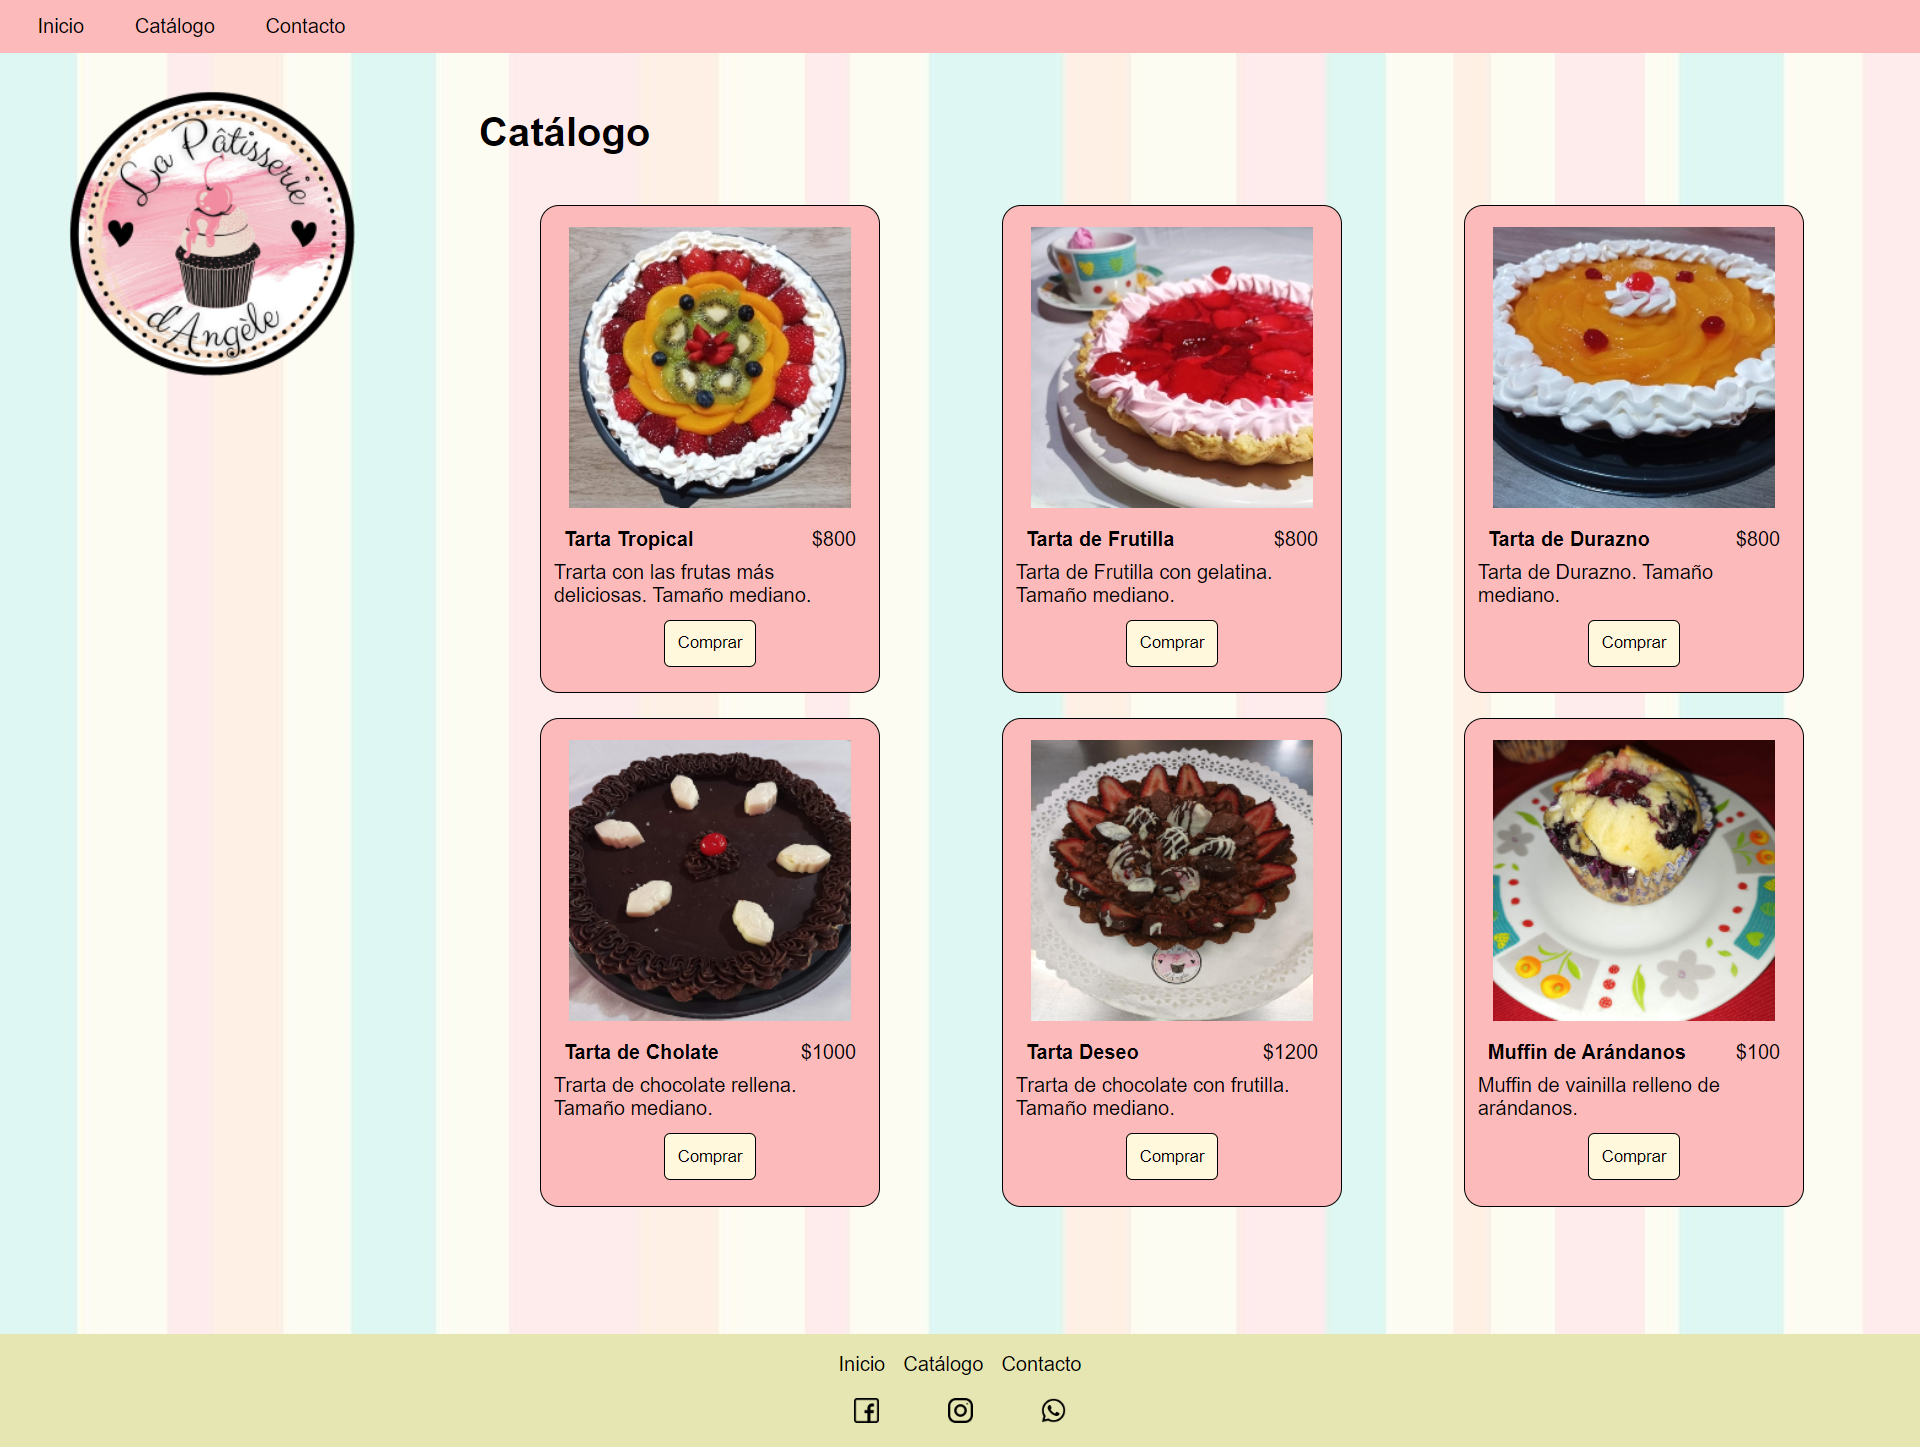 Inicio Catálogo Contacto
La Pâtisserie
d'Angèle
Catálogo
Tarta Tropical $800
Trarta con las frutas más
deliciosas. Tamaño mediano.
Comprar
Tarta de Frutilla $800
Tarta de Frutilla con gelatina.
Tamaño mediano.
Comprar
Tarta de Durazno $800
Tarta de Durazno. Tamaño
mediano.
Comprar
Tarta de Cholate $1000
Trarta de chocolate rellena.
Tamaño mediano.
Comprar
Tarta Deseo $1200
Trarta de chocolate con frutilla.
Tamaño mediano.
Comprar
Muffin de Arándanos $100
Muffin de vainilla relleno de
arándanos.
Comprar
Inicio Catálogo Contacto